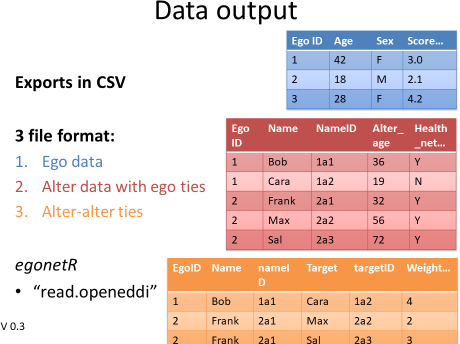 Data output
Exports in CSV
3 file format:
1. Ego data
2. Alter data with ego ties
3. Alter-alter ties
egonetR
• “read.openeddi”
V 0.3
Ego ID Age Sex Score...
1 42 F 3.0
2 18 M 2.1
3 28 F 4.2
Ego ID Name NameID Alter_age Health_net...
1 Bob 1a1 36 Y
1 Cara 1a2 19 N
2 Frank 2a1 32 Y
2 Max 2a2 56 Y
2 Sal 2a3 72 Y
EgoID Name nameID Target targetID Weight...
1 Bob 1a1 Cara 1a2 4
2 Frank 1a1 Max 2a2 2
2 Frank 1a1 Sal 2a3 3